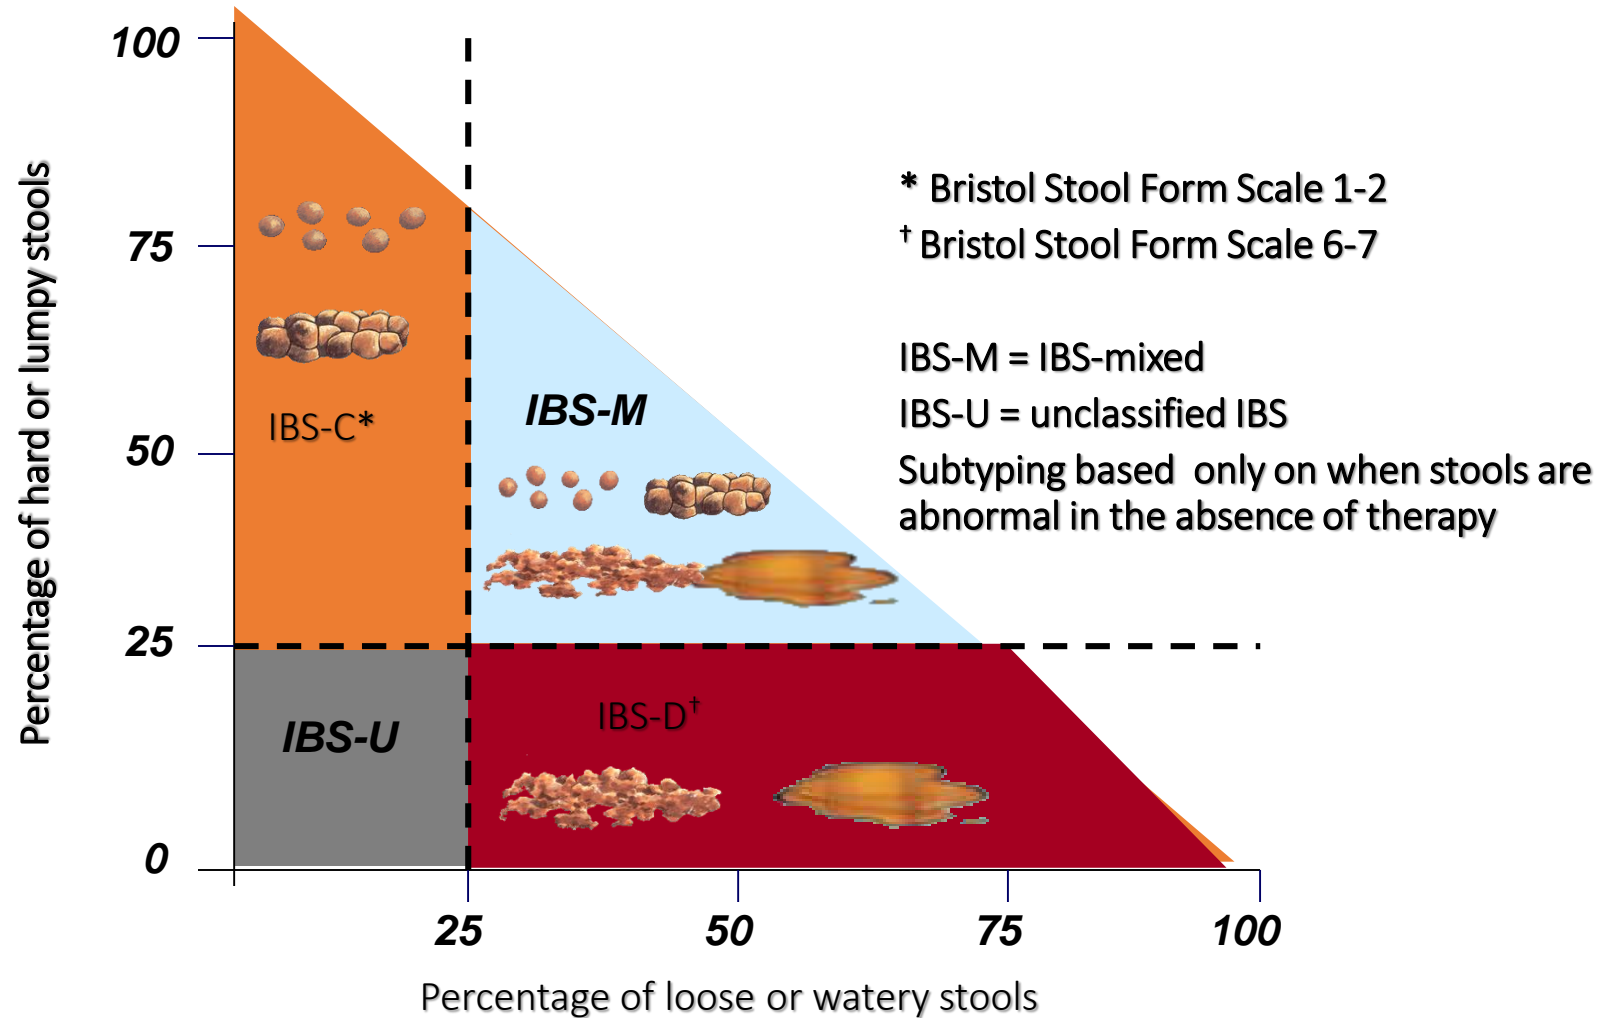 100
75
50
25
0
Percentage of hard or lumpy stools
IBS-C*
IBS-M
IBS-U
IBS-D†
25
50
75
100
Percentage of loose or watery stools
* Bristol Stool Form Scale 1-2
† Bristol Stool Form Scale 6-7
IBS-M = IBS-mixed
IBS-U = unclassified IBS
Subtyping based only on when stools are
abnormal in the absence of therapy